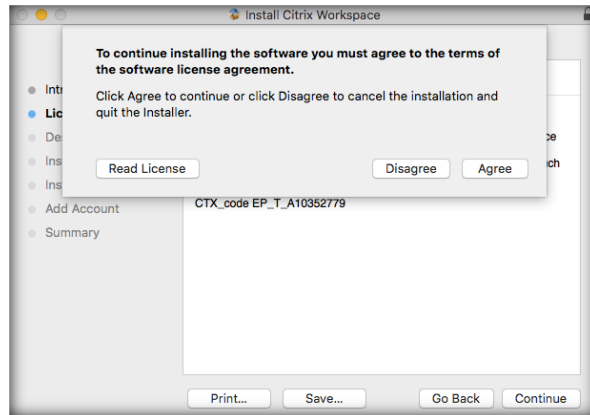 Install Citrix Workspace
To continue installing the software you must agree to the terms of
the software license agreement.
Click Agree to continue or click Disagree to cancel the installation and
quit the Installer.
Read License
Disagree
Agree
CTX_code EP_T_A10352779
Add Account
Summary
Print...
Save...
Go Back
Continue